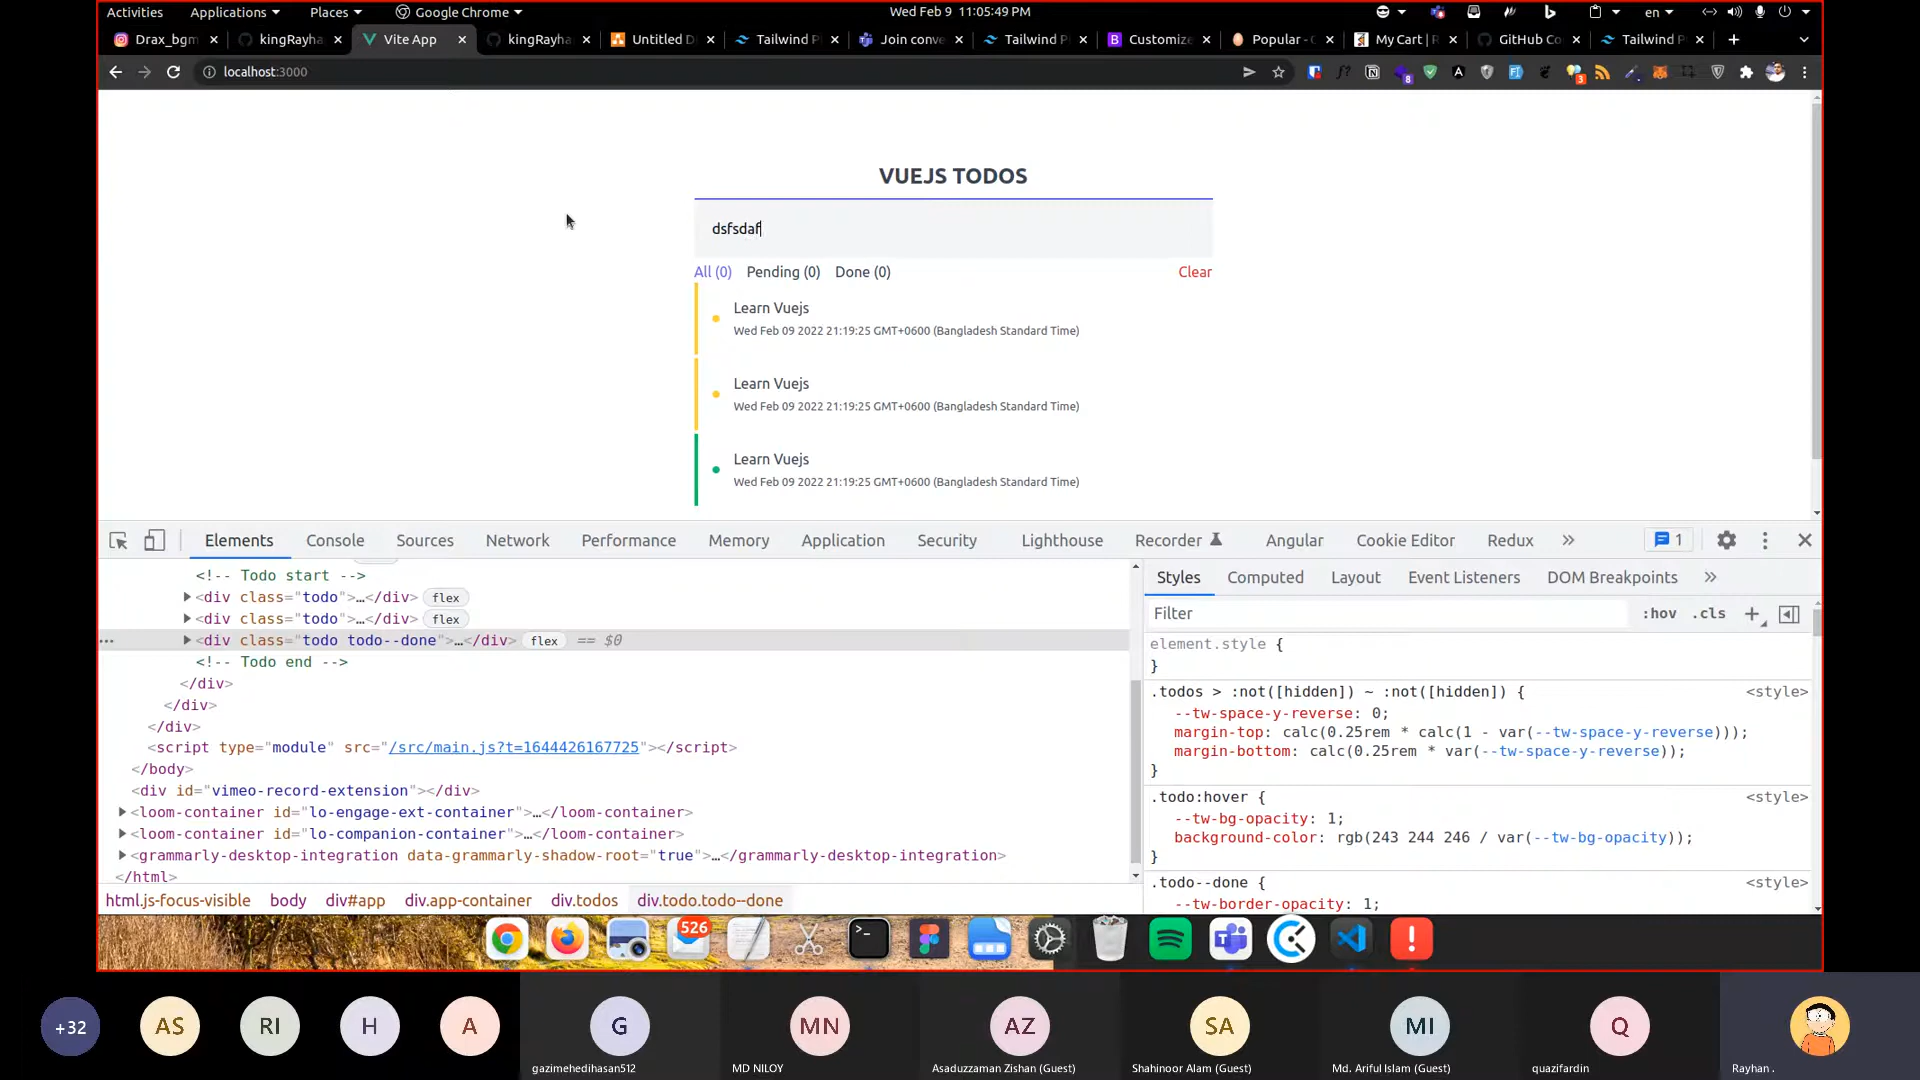 Activities Applications Places Google Chrome Wed Feb 9 11:05:49 PM en
Drax_bgm kingRayha Vite App kingRayha Untitled D Tailwind P Join conve Tailwind P Customize Popular - My Cart | R GitHub Co Tailwind P
localhost:3000
VUEJS TODOS
dsfsdaf
All (0) Pending (0) Done (0) Clear
Learn Vuejs
Wed Feb 09 2022 21:19:25 GMT+0600 (Bangladesh Standard Time)
Learn Vuejs
Wed Feb 09 2022 21:19:25 GMT+0600 (Bangladesh Standard Time)
Learn Vuejs
Wed Feb 09 2022 21:19:25 GMT+0600 (Bangladesh Standard Time)
Elements Console Sources Network Performance Memory Application Security Lighthouse Recorder Angular Cookie Editor Redux » 1
Styles Computed Layout Event Listeners DOM Breakpoints »
Filter :hov .cls +
<!-- Todo start -->
<div class="todo">…</div> flex
<div class="todo">…</div> flex
<div class="todo todo--done">…</div> flex == $0
<!-- Todo end -->
</div>
</div>
</div>
<script type="module" src="/src/main.js?t=1644426167725"></script>
</body>
<div id="vimeo-record-extension"></div>
<loom-container id="lo-engage-ext-container">…</loom-container>
<loom-container id="lo-companion-container">…</loom-container>
<grammarly-desktop-integration data-grammarly-shadow-root="true">…</grammarly-desktop-integration>
</html>
element.style {
}
.todos > :not([hidden]) ~ :not([hidden]) { <style>
--tw-space-y-reverse: 0;
margin-top: calc(0.25rem * calc(1 - var(--tw-space-y-reverse)));
margin-bottom: calc(0.25rem * var(--tw-space-y-reverse));
}
.todo:hover { <style>
--tw-bg-opacity: 1;
background-color: rgb(243 244 246 / var(--tw-bg-opacity));
}
.todo--done { <style>
--tw-border-opacity: 1;
html.js-focus-visible body div#app div.app-container div.todos div.todo.todo--done
526
+32 AS RI H A G MN AZ SA MI Q
gazimehedihasan512 MD NILOY Asaduzzaman Zishan (Guest) Shahinoor Alam (Guest) Md. Ariful Islam (Guest) quazifardin Rayhan .